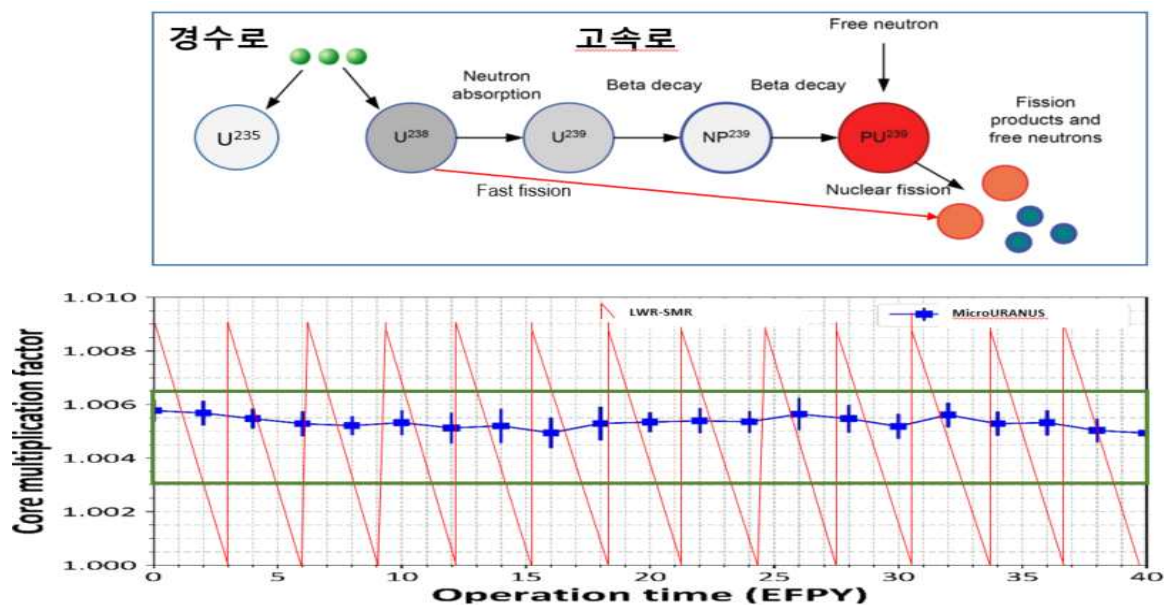 경수로
고속로
Free neutron
Neutron
absorption
Beta decay
Beta decay
Fission
products and
free neutrons
U235
U238
U239
NP239
PU239
Fast fission
Nuclear fission
1.010
1.008
1.006
1.004
1.002
1.000
Core multiplication factor
LWR-SMR
MicroURANUS
0
5
10
15
20
25
30
35
40
Operation time (EFPY)